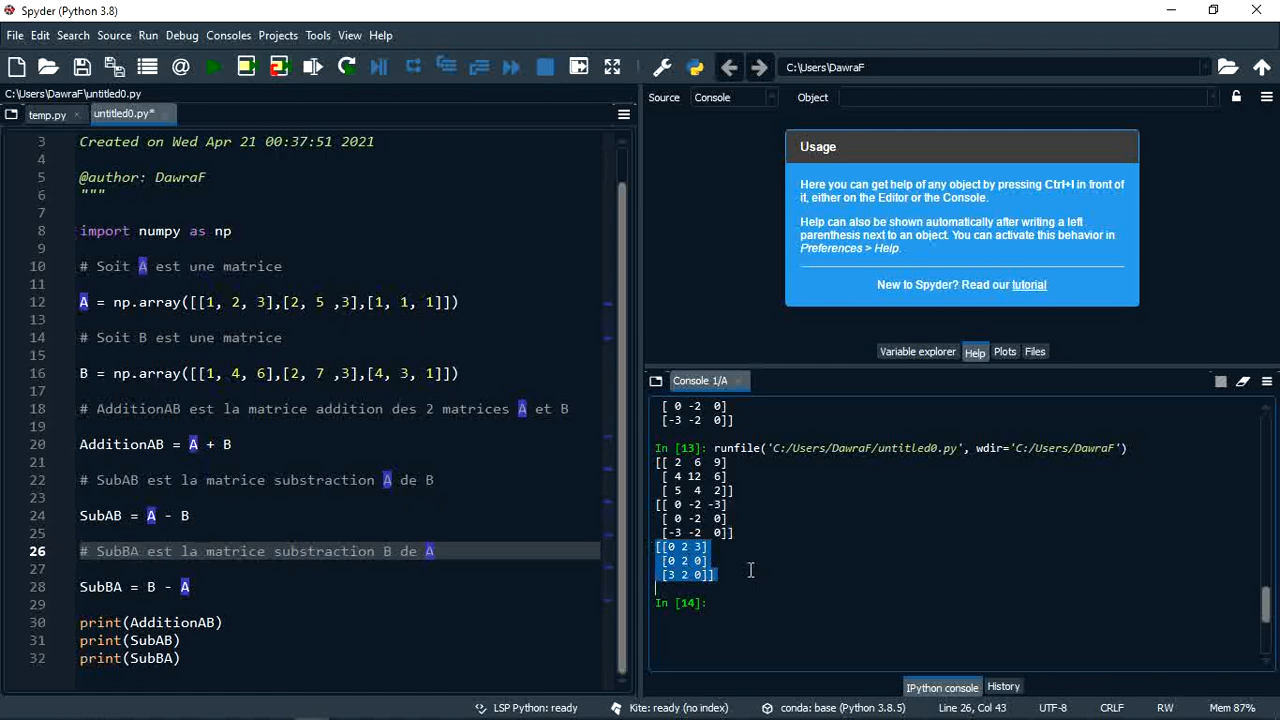 Spyder (Python 3.8)
File Edit Search Source Run Debug Consoles Projects Tools View Help
C:\Users\DawraF
C:\Users\DawraF\untitled0.py
temp.py
untitled0.py*
3 Created on Wed Apr 21 00:37:51 2021
4
5 @author: DawraF
6 """
7
8 import numpy as np
9
10 # Soit A est une matrice
11
12 A = np.array([[1, 2, 3],[2, 5 ,3],[1, 1, 1]])
13
14 # Soit B est une matrice
15
16 B = np.array([[1, 4, 6],[2, 7 ,3],[4, 3, 1]])
17
18 # AdditionAB est la matrice addition des 2 matrices A et B
19
20 AdditionAB = A + B
21
22 # SubAB est la matrice substraction A de B
23
24 SubAB = A - B
25
26 # SubBA est la matrice substraction B de A
27
28 SubBA = B - A
29
30 print(AdditionAB)
31 print(SubAB)
32 print(SubBA)
Source Console Object
Usage
Here you can get help of any object by pressing Ctrl+I in front of
it, either on the Editor or the Console.
Help can also be shown automatically after writing a left
parenthesis next to an object. You can activate this behavior in
Preferences > Help.
New to Spyder? Read our tutorial
Variable explorer Help Plots Files
Console 1/A
[ 0 -2 0]
[-3 -2 0]]
In [13]: runfile('C:/Users/DawraF/untitled0.py', wdir='C:/Users/DawraF')
[[ 2 6 9]
[ 4 12 6]
[ 5 4 2]]
[[ 0 -2 -3]
[ 0 -2 0]
[-3 -2 0]]
[[0 2 3]
[0 2 0]
[3 2 0]]
In [14]:
IPython console History
LSP Python: ready Kite: ready (no index) conda: base (Python 3.8.5) Line 26, Col 43 UTF-8 CRLF RW Mem 87%